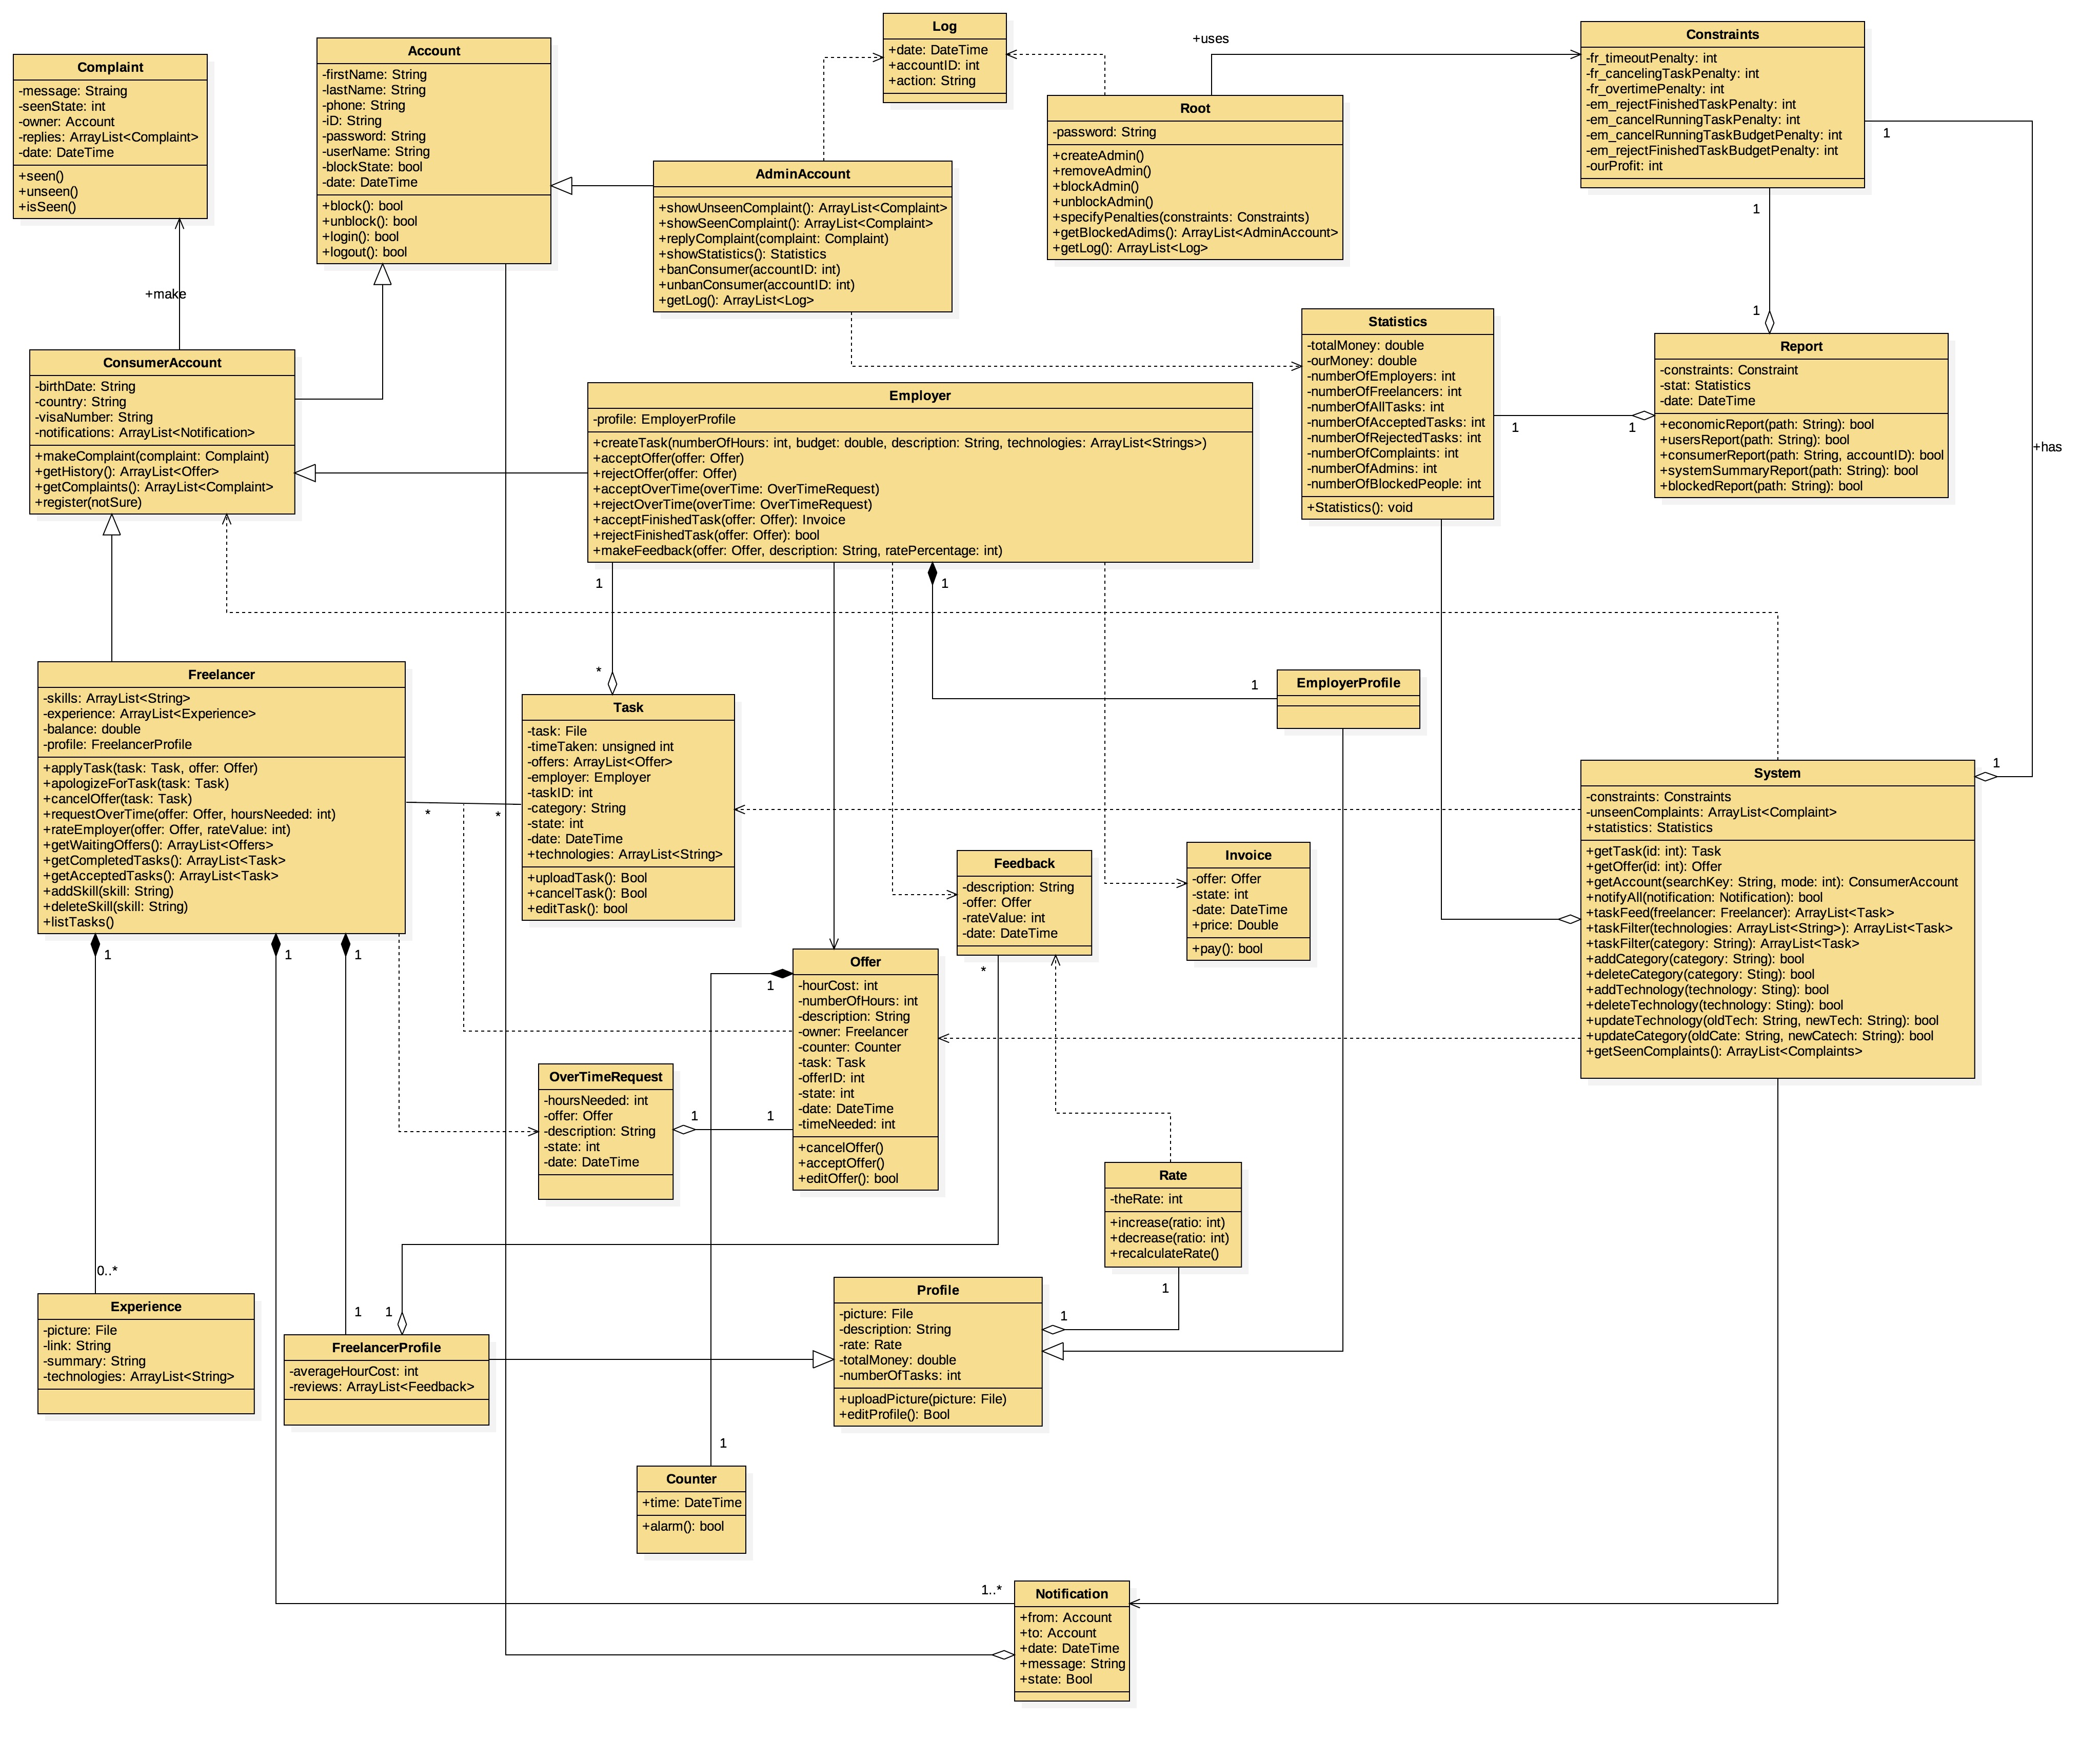 Log
+date: DateTime
+accountID: int
+action: String
+uses
Constraints
-fr_timeoutPenalty: int
-fr_cancelingTaskPenalty: int
-fr_overtimePenalty: int
-em_rejectFinishedTaskPenalty: int
-em_cancelRunningTaskPenalty: int
-em_cancelRunningTaskBudgetPenalty: int
-em_rejectFinishedTaskBudgetPenalty: int
-ourProfit: int
1
1
+has
Complaint
-message: Straing
-seenState: int
-owner: Account
-replies: ArrayList<Complaint>
-date: DateTime
+seen()
+unseen()
+isSeen()
+make
Account
-firstName: String
-lastName: String
-phone: String
-iD: String
-password: String
-userName: String
-blockState: bool
-date: DateTime
+block(): bool
+unblock(): bool
+login(): bool
+logout(): bool
Root
-password: String
+createAdmin()
+removeAdmin()
+blockAdmin()
+unblockAdmin()
+specifyPenalties(constraints: Constraints)
+getBlockedAdims(): ArrayList<AdminAccount>
+getLog(): ArrayList<Log>
AdminAccount
+showUnseenComplaint(): ArrayList<Complaint>
+showSeenComplaint(): ArrayList<Complaint>
+replyComplaint(complaint: Complaint)
+showStatistics(): Statistics
+banConsumer(accountID: int)
+unbanConsumer(accountID: int)
+getLog(): ArrayList<Log>
Statistics
-totalMoney: double
-ourMoney: double
-numberOfEmployers: int
-numberOfFreelancers: int
-numberOfAllTasks: int
-numberOfAcceptedTasks: int
-numberOfRejectedTasks: int
-numberOfComplaints: int
-numberOfAdmins: int
-numberOfBlockedPeople: int
+Statistics(): void
1
1
1
Report
-constraints: Constraint
-stat: Statistics
-date: DateTime
+economicReport(path: String): bool
+usersReport(path: String): bool
+consumerReport(path: String, accountID): bool
+systemSummaryReport(path: String): bool
+blockedReport(path: String): bool
ConsumerAccount
-birthDate: String
-country: String
-visaNumber: String
-notifications: ArrayList<Notification>
+makeComplaint(complaint: Complaint)
+getHistory(): ArrayList<Offer>
+getComplaints(): ArrayList<Complaint>
+register(notSure)
Employer
-profile: EmployerProfile
+createTask(numberOfHours: int, budget: double, description: String, technologies: ArrayList<Strings>)
+acceptOffer(offer: Offer)
+rejectOffer(offer: Offer)
+acceptOverTime(overTime: OverTimeRequest)
+rejectOverTime(overTime: OverTimeRequest)
+acceptFinishedTask(offer: Offer): Invoice
+rejectFinishedTask(offer: Offer): bool
+makeFeedback(offer: Offer, description: String, ratePercentage: int)
1
1
*
1
EmployerProfile
Freelancer
-skills: ArrayList<String>
-experience: ArrayList<Experience>
-balance: double
-profile: FreelancerProfile
+applyTask(task: Task, offer: Offer)
+apologizeForTask(task: Task)
+cancelOffer(task: Task)
+requestOverTime(offer: Offer, hoursNeeded: int)
+rateEmployer(offer: Offer, rateValue: int)
+getWaitingOffers(): ArrayList<Offers>
+getCompletedTasks(): ArrayList<Task>
+getAcceptedTasks(): ArrayList<Task>
+addSkill(skill: String)
+deleteSkill(skill: String)
+listTasks()
*
*
Task
-task: File
-timeTaken: unsigned int
-offers: ArrayList<Offer>
-employer: Employer
-taskID: int
-category: String
-state: int
-date: DateTime
+technologies: ArrayList<String>
+uploadTask(): Bool
+cancelTask(): Bool
+editTask(): bool
Feedback
-description: String
-offer: Offer
-rateValue: int
-date: DateTime
*
Invoice
-offer: Offer
-state: int
-date: DateTime
+price: Double
+pay(): bool
1
System
-constraints: Constraints
-unseenComplaints: ArrayList<Complaint>
+statistics: Statistics
+getTask(id: int): Task
+getOffer(id: int): Offer
+getAccount(searchKey: String, mode: int): ConsumerAccount
+notifyAll(notification: Notification): bool
+taskFeed(freelancer: Freelancer): ArrayList<Task>
+taskFilter(technologies: ArrayList<String>): ArrayList<Task>
+taskFilter(category: String): ArrayList<Task>
+addCategory(category: String): bool
+deleteCategory(category: Sting): bool
+addTechnology(technology: Sting): bool
+deleteTechnology(technology: Sting): bool
+updateTechnology(oldTech: String, newTech: String): bool
+updateCategory(oldCate: String, newCatech: String): bool
+getSeenComplaints(): ArrayList<Complaints>
1
1
1
Offer
-hourCost: int
-numberOfHours: int
-description: String
-owner: Freelancer
-counter: Counter
-task: Task
-offerID: int
-state: int
-date: DateTime
-timeNeeded: int
+cancelOffer()
+acceptOffer()
+editOffer(): bool
1
OverTimeRequest
-hoursNeeded: int
-offer: Offer
-description: String
-state: int
-date: DateTime
1
1
Rate
-theRate: int
+increase(ratio: int)
+decrease(ratio: int)
+recalculateRate()
1
1
0..*
1
1
Experience
-picture: File
-link: String
-summary: String
-technologies: ArrayList<String>
FreelancerProfile
-averageHourCost: int
-reviews: ArrayList<Feedback>
Profile
-picture: File
-description: String
-rate: Rate
-totalMoney: double
-numberOfTasks: int
+uploadPicture(picture: File)
+editProfile(): Bool
1
Counter
+time: DateTime
+alarm(): bool
1..*
Notification
+from: Account
+to: Account
+date: DateTime
+message: String
+state: Bool